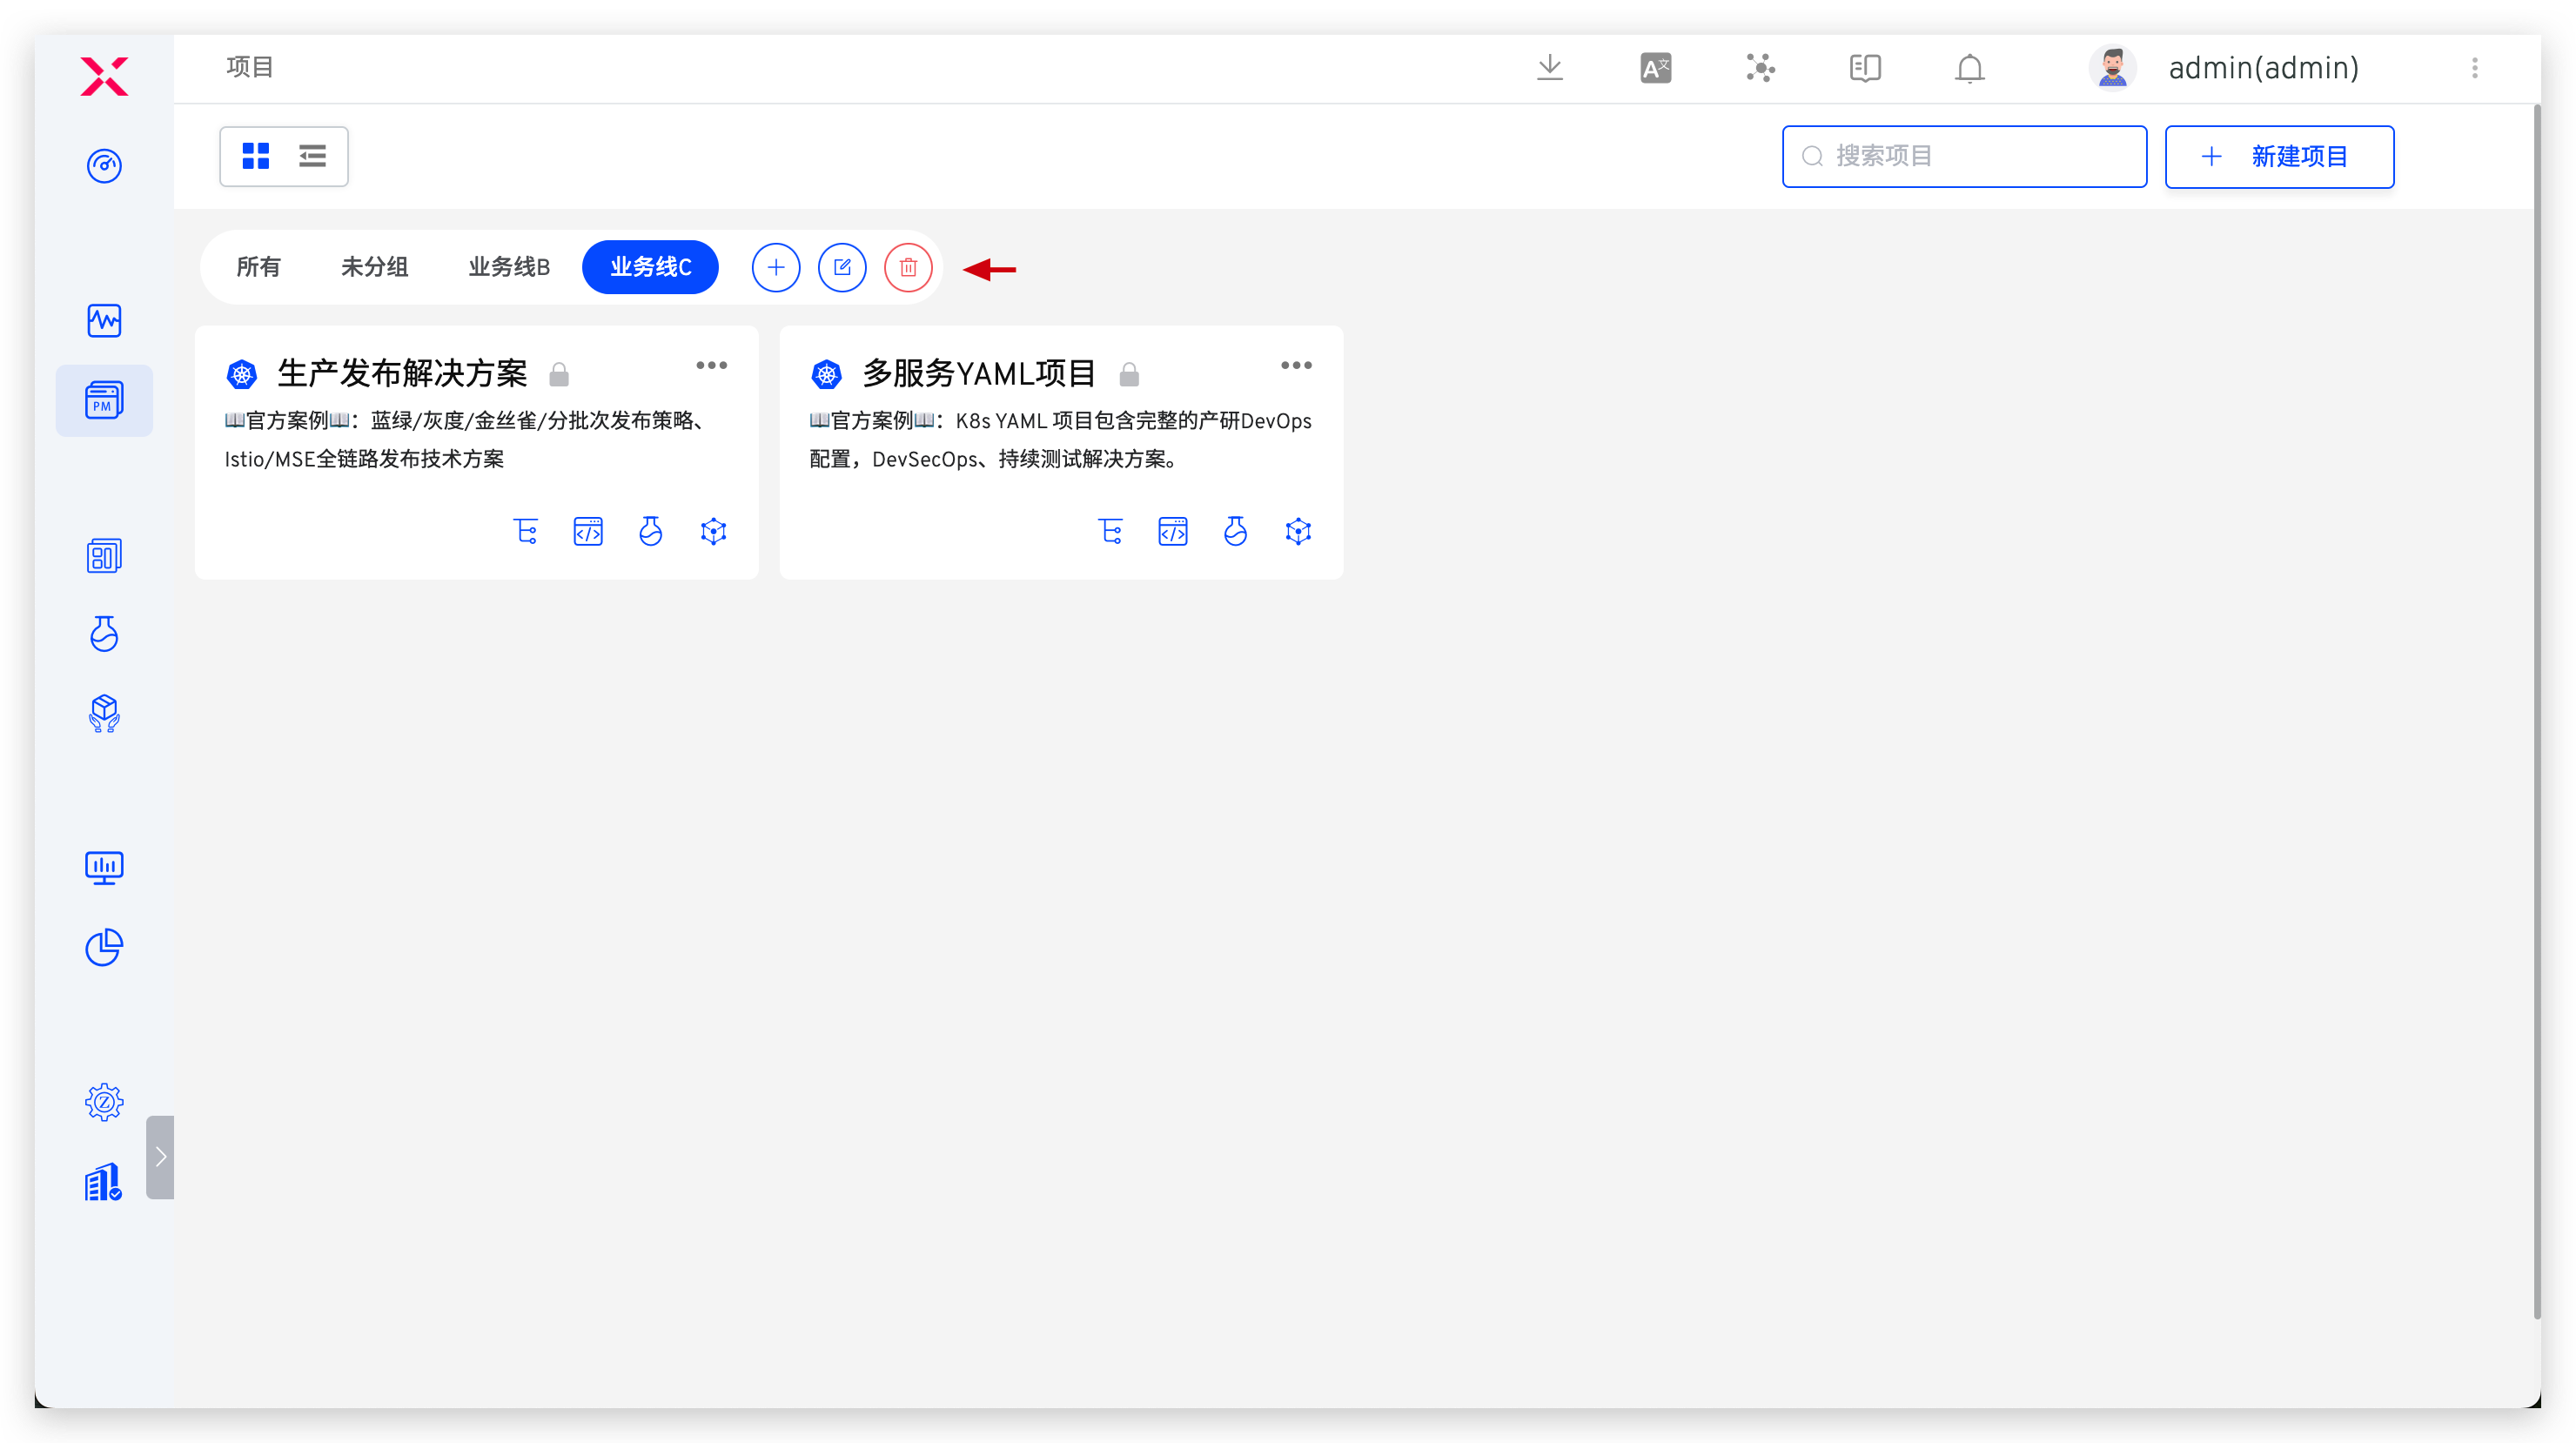 项目
A文
admin(admin)
搜索项目
新建项目
所有
未分组
业务线B
业务线C
PM
生产发布解决方案
📖官方案例📖：蓝绿/灰度/金丝雀/分批次发布策略、
Istio/MSE全链路发布技术方案
多服务YAML项目
📖官方案例📖：K8s YAML 项目包含完整的产研DevOps
配置，DevSecOps、持续测试解决方案。
Z